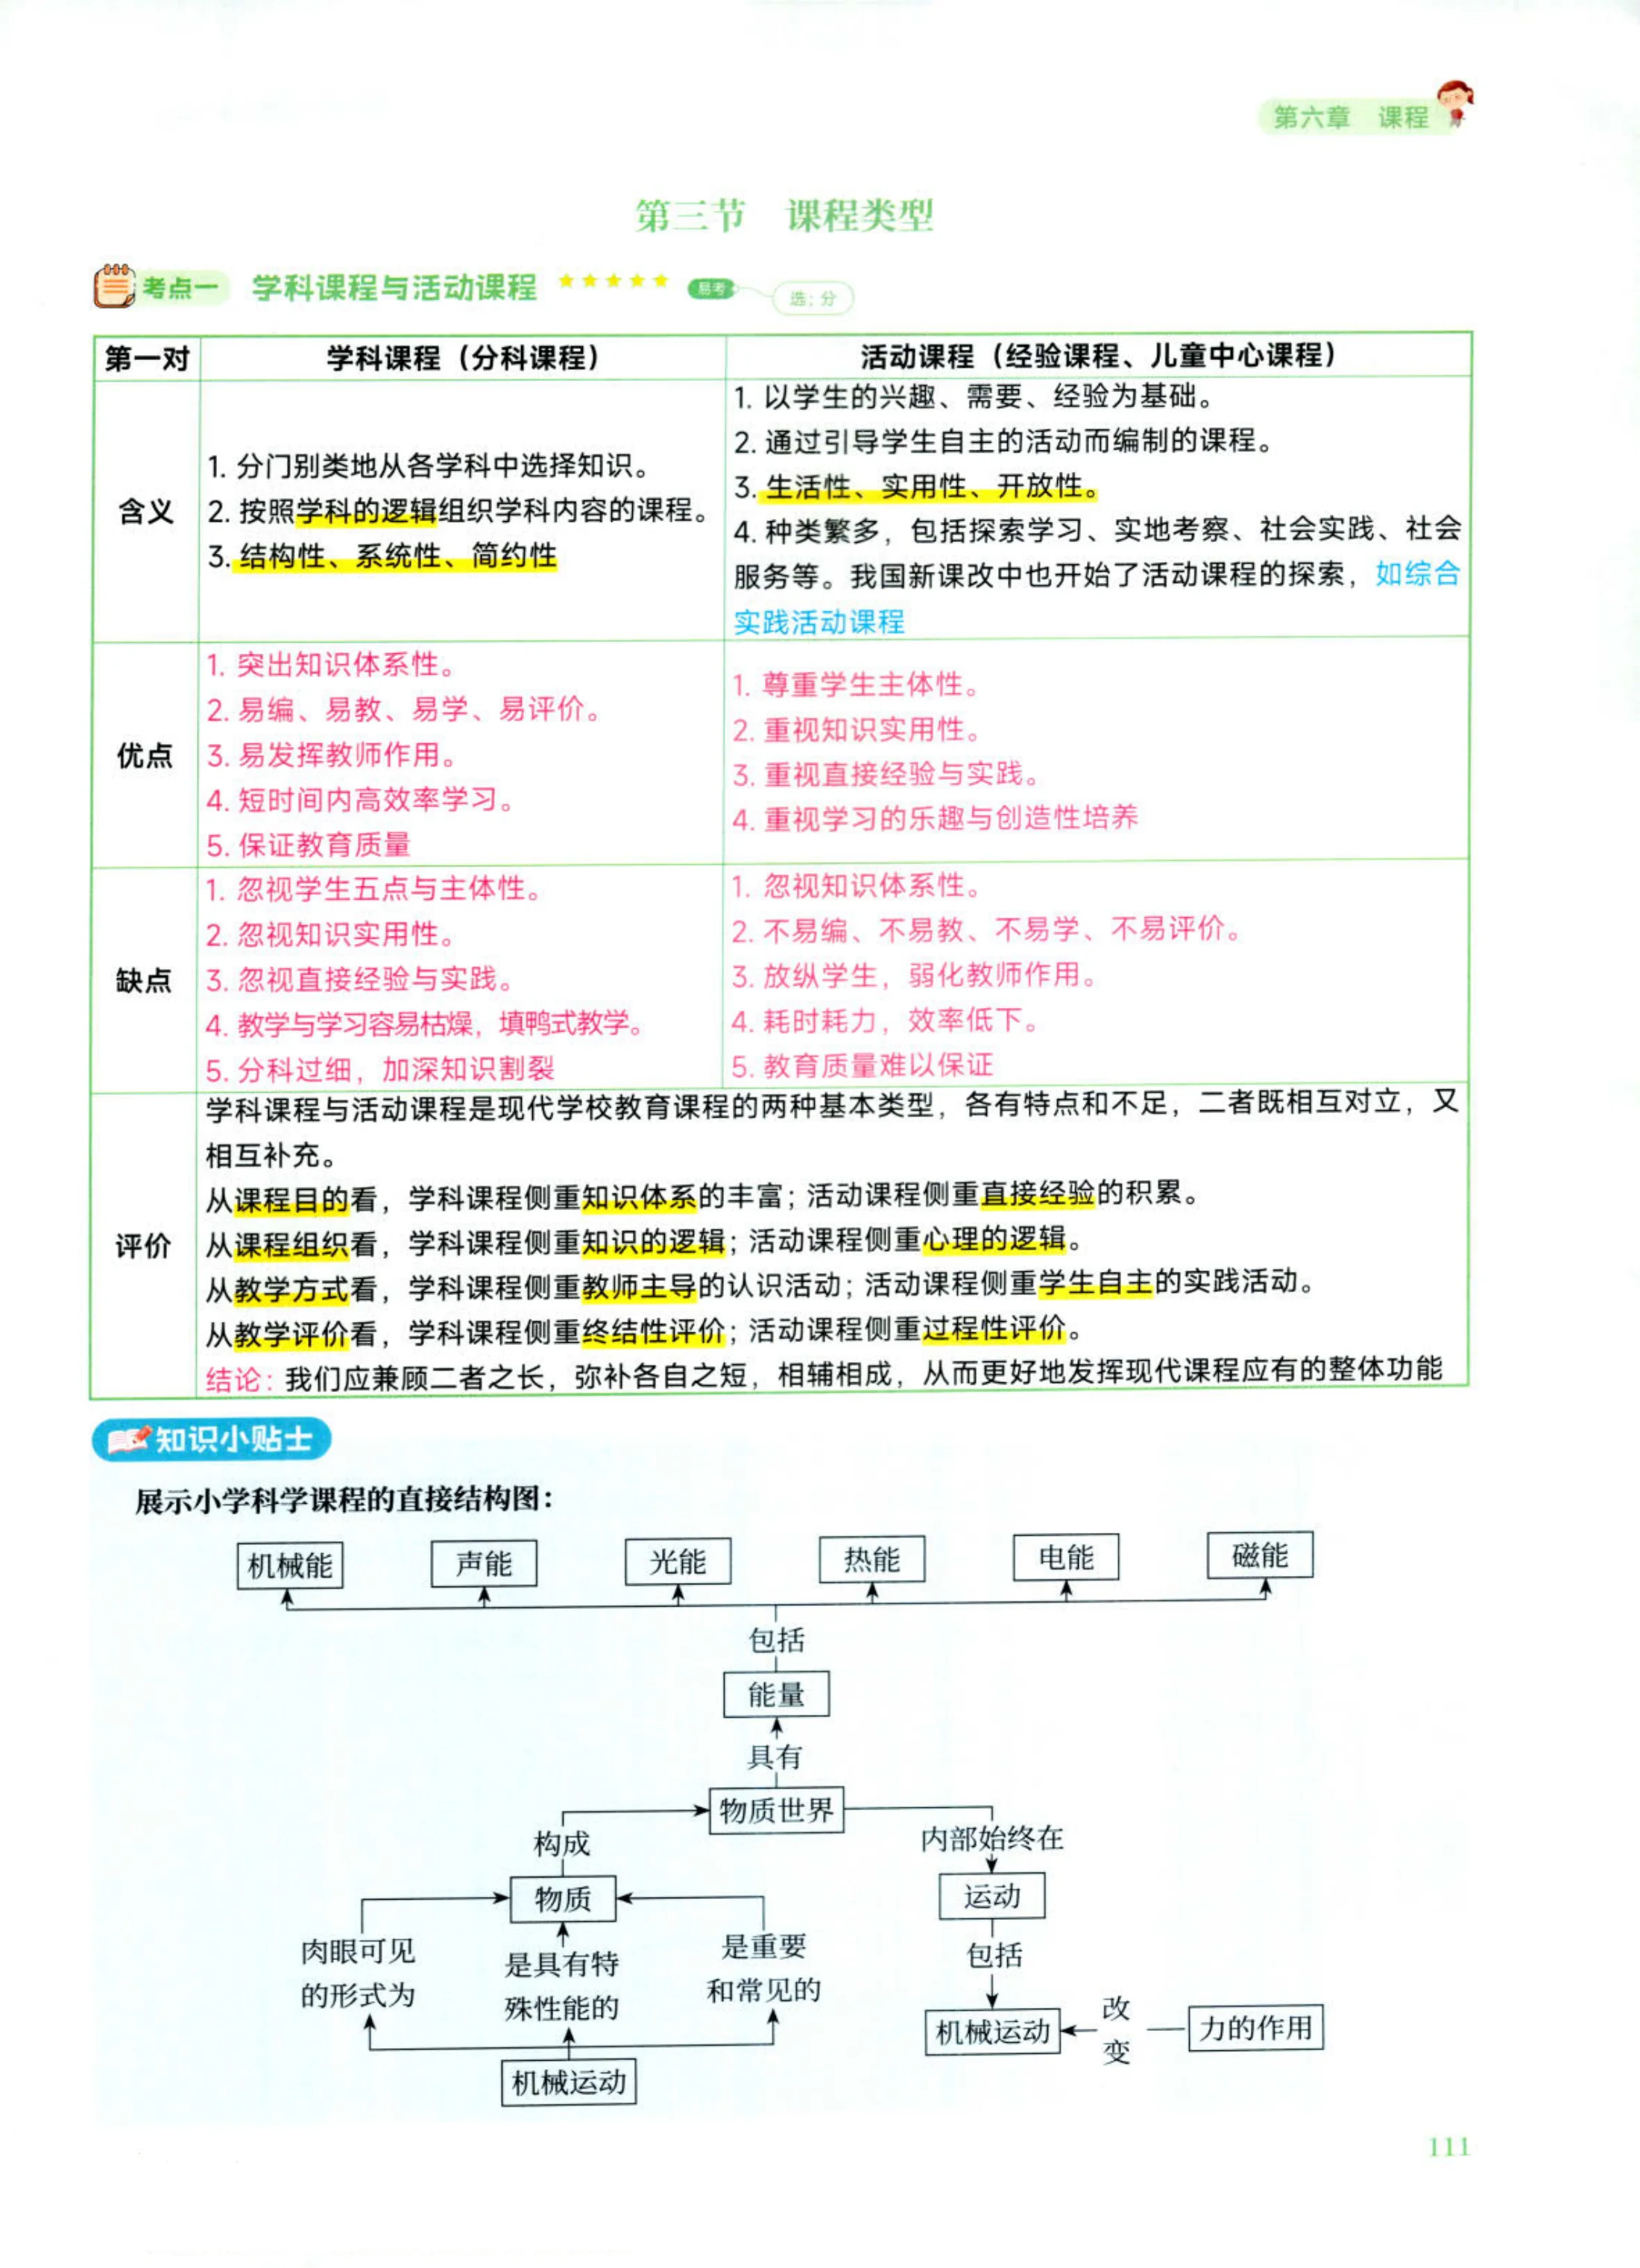 第六章 课程
第三节 课程类型
考点一 学科课程与活动课程 ★★★★★ 易考 选：分
第一对 学科课程（分科课程） 活动课程（经验课程、儿童中心课程）
含义
1. 分门别类地从各学科中选择知识。
2. 按照学科的逻辑组织学科内容的课程。
3. 结构性、系统性、简约性
1. 以学生的兴趣、需要、经验为基础。
2. 通过引导学生自主的活动而编制的课程。
3. 生活性、实用性、开放性。
4. 种类繁多，包括探索学习、实地考察、社会实践、社会
服务等。我国新课改中也开始了活动课程的探索，如综合
实践活动课程
优点
1. 突出知识体系性。
2. 易编、易教、易学、易评价。
3. 易发挥教师作用。
4. 短时间内高效率学习。
5. 保证教育质量
1. 尊重学生主体性。
2. 重视知识实用性。
3. 重视直接经验与实践。
4. 重视学习的乐趣与创造性培养
缺点
1. 忽视学生五点与主体性。
2. 忽视知识实用性。
3. 忽视直接经验与实践。
4. 教学与学习容易枯燥，填鸭式教学。
5. 分科过细，加深知识割裂
1. 忽视知识体系性。
2. 不易编、不易教、不易学、不易评价。
3. 放纵学生，弱化教师作用。
4. 耗时耗力，效率低下。
5. 教育质量难以保证
评价
学科课程与活动课程是现代学校教育课程的两种基本类型，各有特点和不足，二者既相互对立，又
相互补充。
从课程目的看，学科课程侧重知识体系的丰富；活动课程侧重直接经验的积累。
从课程组织看，学科课程侧重知识的逻辑；活动课程侧重心理的逻辑。
从教学方式看，学科课程侧重教师主导的认识活动；活动课程侧重学生自主的实践活动。
从教学评价看，学科课程侧重终结性评价；活动课程侧重过程性评价。
结论：我们应兼顾二者之长，弥补各自之短，相辅相成，从而更好地发挥现代课程应有的整体功能
知识小贴士
展示小学科学课程的直接结构图：
机械能 声能 光能 热能 电能 磁能
包括
能量
具有
物质世界
构成
内部始终在
物质
运动
肉眼可见
的形式为
是具有特
殊性能的
是重要
和常见的
包括
机械运动
改
变
力的作用
机械运动
111